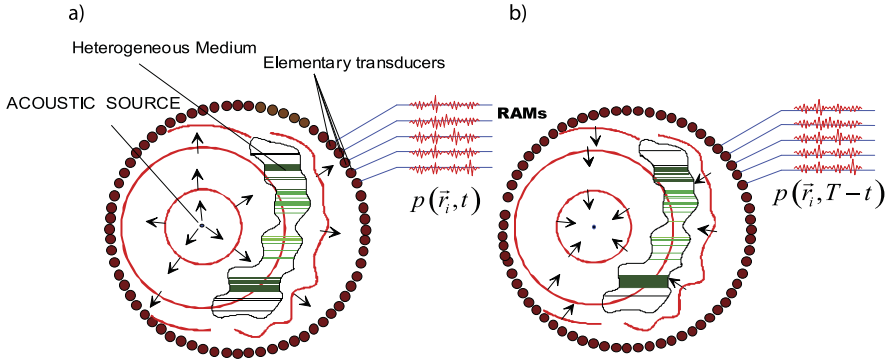 a)
Heterogeneous Medium
Elementary transducers
ACOUSTIC SOURCE
p(r⃗ᵢ,t)
b)
RAMs
p(r⃗ᵢ,T−t)